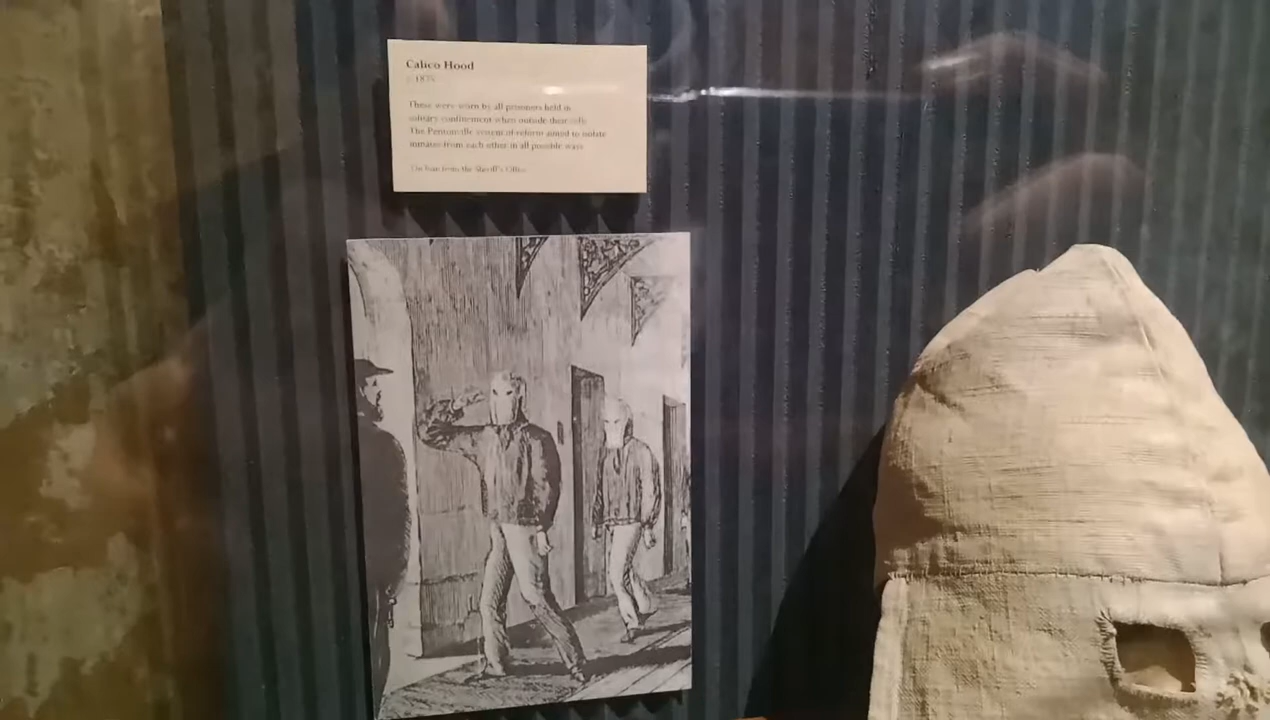 Calico Hood
c 1875
These were worn by all prisoners held in
solitary confinement when outside their cells.
The Pentonville system of reform aimed to isolate
inmates from each other in all possible ways.
On loan from the Sheriff's Office